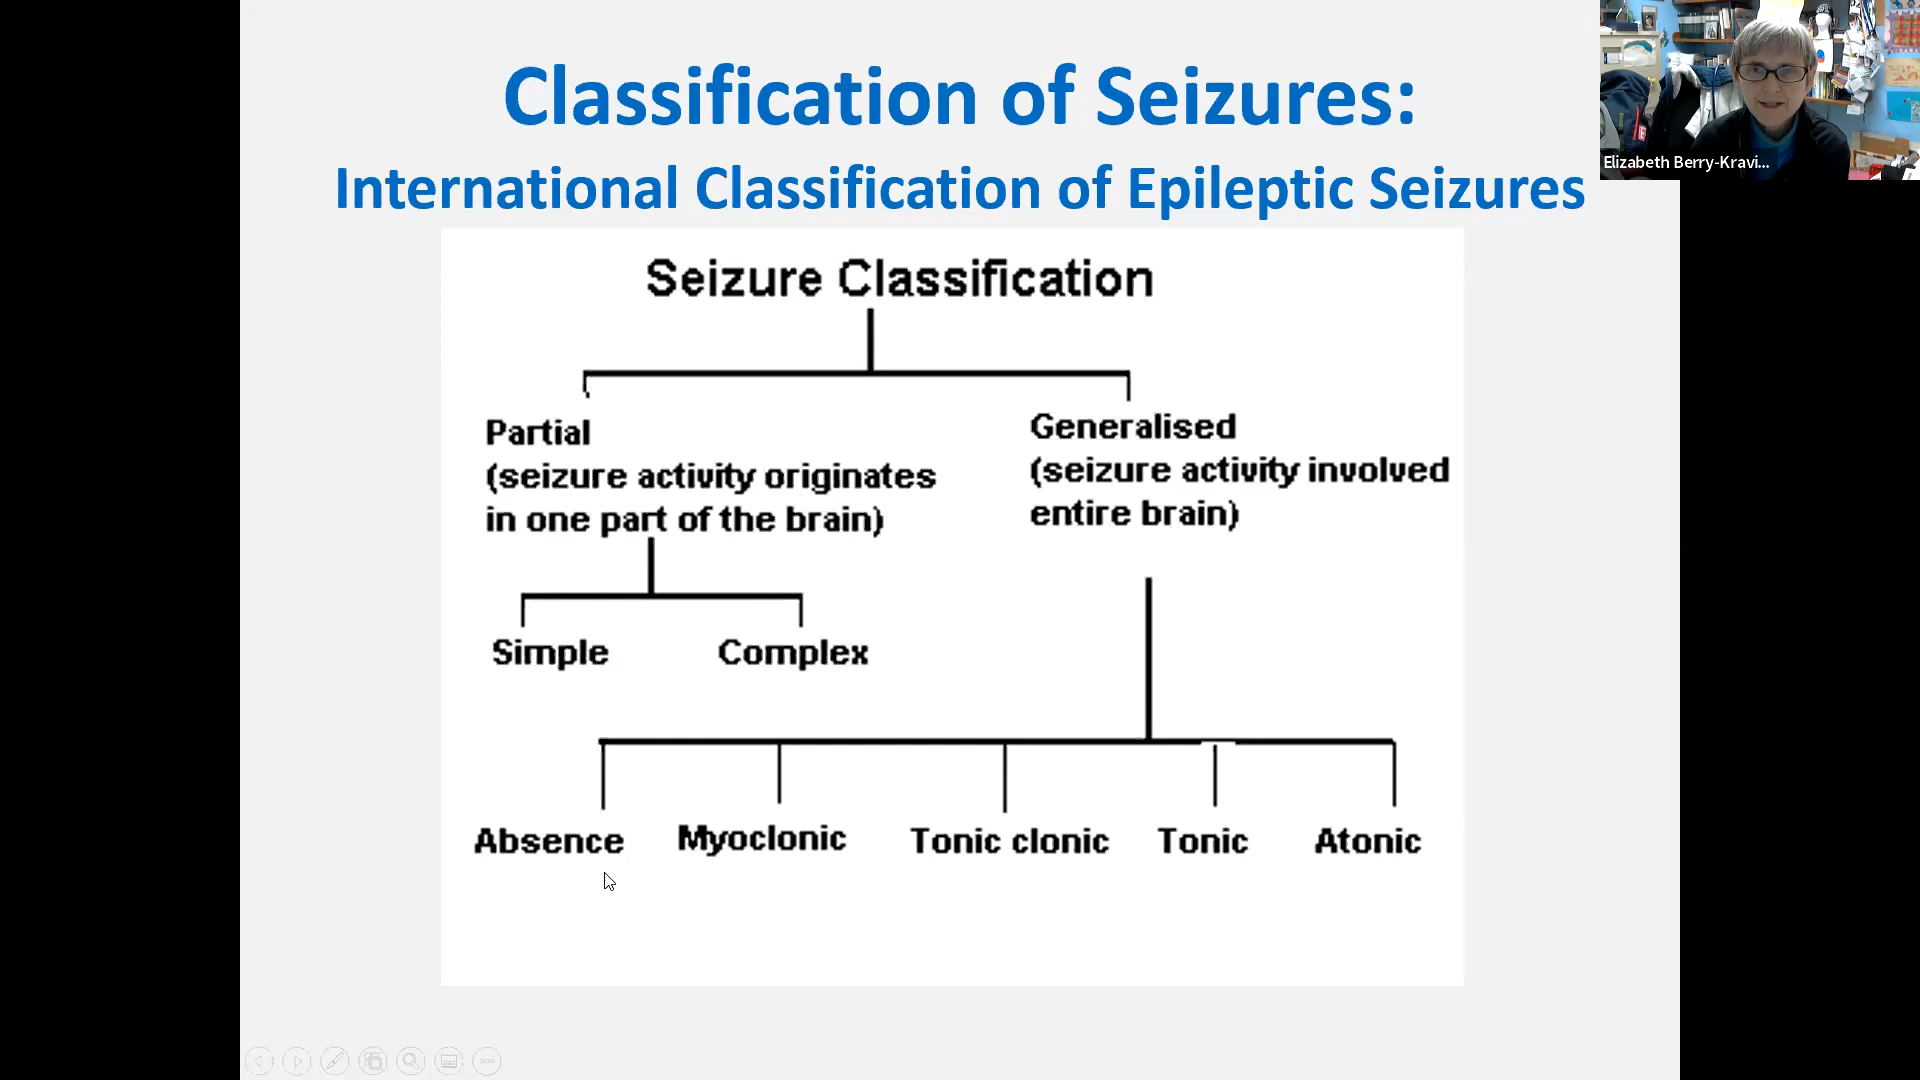 Classification of Seizures:
International Classification of Epileptic Seizures
Elizabeth Berry-Kravi...
Seizure Classification
Partial
(seizure activity originates
in one part of the brain)
Generalised
(seizure activity involved
entire brain)
Simple
Complex
Absence
Myoclonic
Tonic clonic
Tonic
Atonic